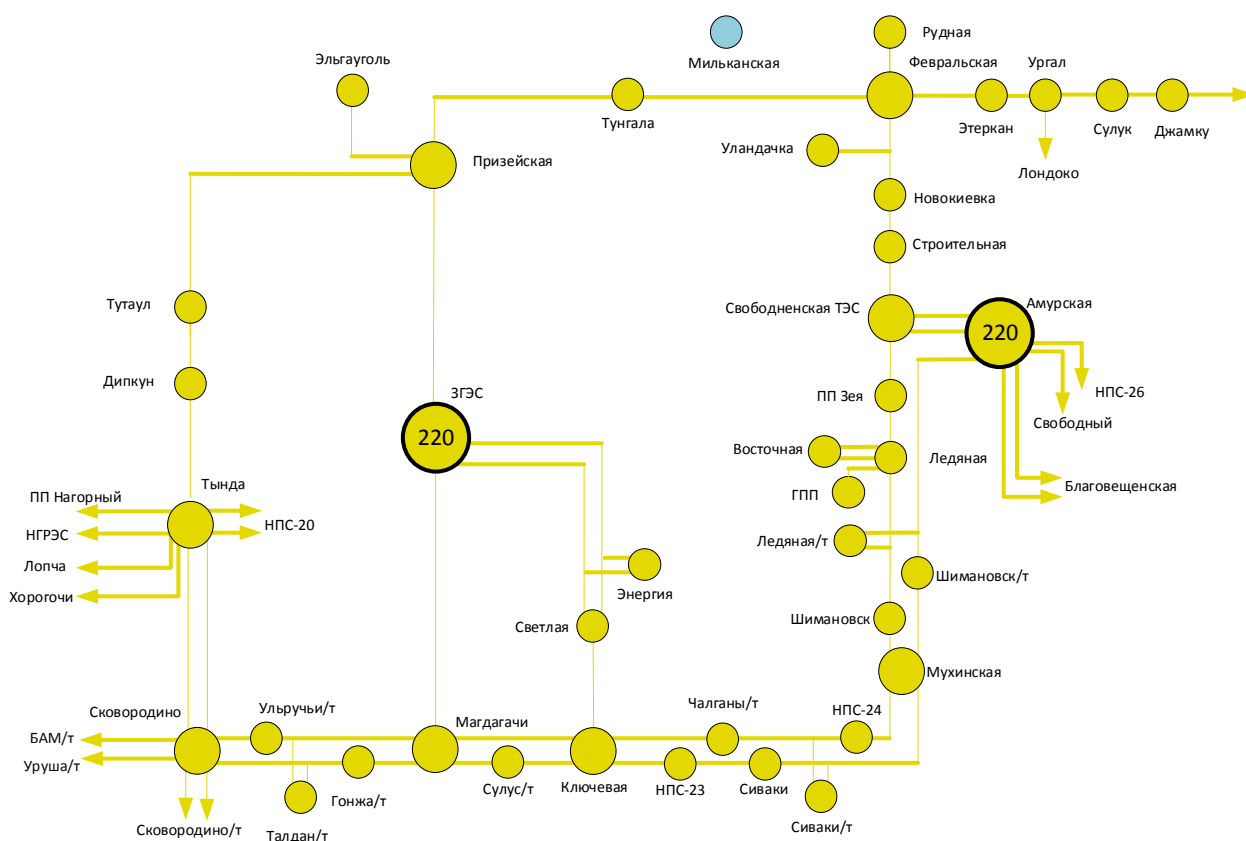 Рудная
Эльгауголь
Мильканская
Февральская
Ургал
Тунгала
Этеркан
Сулук
Джамку
Уландачка
Призейская
Лондоко
Новокиевка
Строительная
Тутаул
Свободненская ТЭС
Амурская
220
Дипкун
ЗГЭС
ПП Зея
НПС-26
Свободный
220
Восточная
Ледяная
Тында
ГПП
Благовещенская
ПП Нагорный
НПС-20
НГРЭС
Ледяная/т
Лопча
Шимановск/т
Хорогочи
Энергия
Светлая
Шимановск
Мухинская
Сковородино
Ульручьи/т
Магдагачи
Чалганы/т
НПС-24
БАМ/т
Уруша/т
Гонжа/т
Сулус/т
Ключевая
НПС-23
Сиваки
Сковородино/т
Талдан/т
Сиваки/т